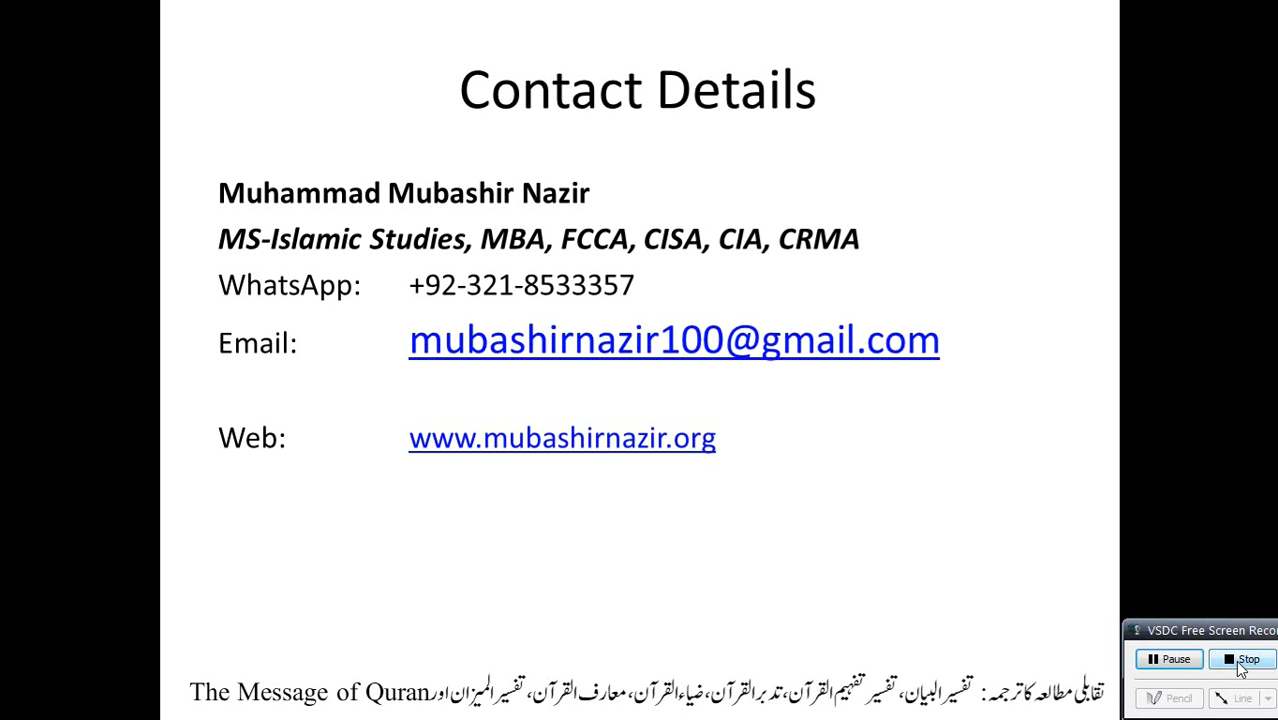 Contact Details
Muhammad Mubashir Nazir
MS-Islamic Studies, MBA, FCCA, CISA, CIA, CRMA
WhatsApp: +92-321-8533357
Email: mubashirnazir100@gmail.com
Web: www.mubashirnazir.org
VSDC Free Screen Recor
Pause Stop
Pencil Line
تقابلی مطالعہ کا ترجمہ: تفسیر البیان، تفسیر تفہیم القرآن، تدبر القرآن، ضیاء القرآن، معارف القرآن، تفسیر المیزان اور The Message of Quran